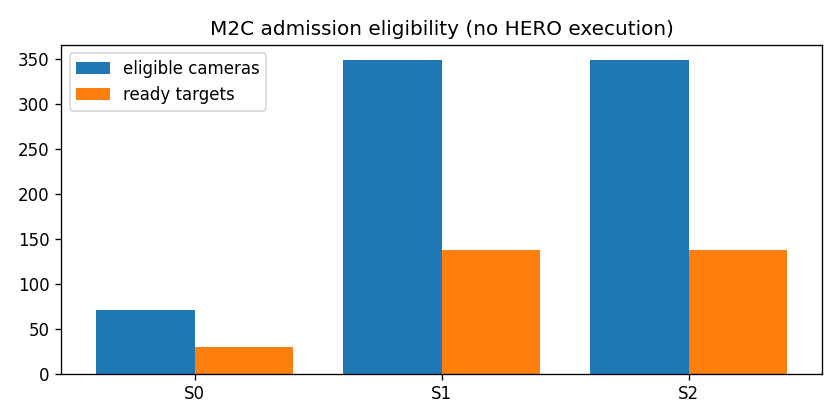 M2C admission eligibility (no HERO execution)
eligible cameras
ready targets
350
300
250
200
150
100
50
0
S0 S1 S2